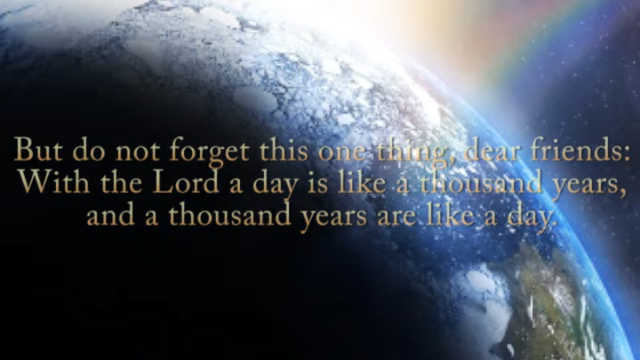 But do not forget this one thing, dear friends:
With the Lord a day is like a thousand years,
and a thousand years are like a day.